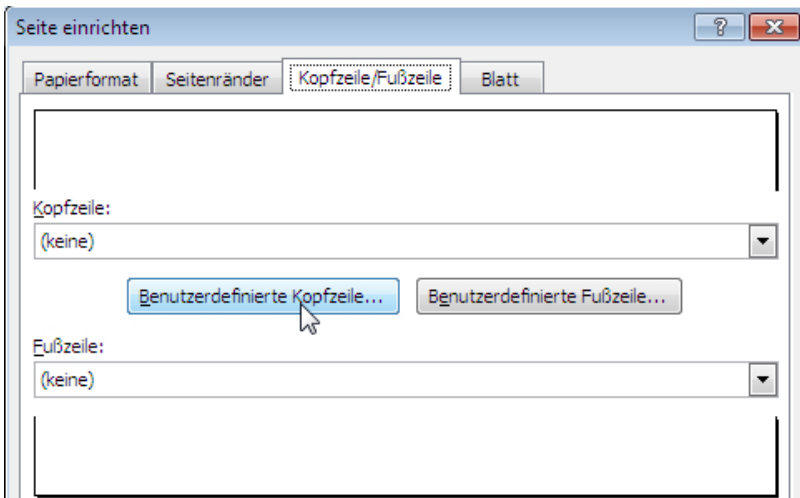 Seite einrichten
Papierformat Seitenränder Kopfzeile/Fußzeile Blatt
Kopfzeile:
(keine)
Benutzerdefinierte Kopfzeile... Benutzerdefinierte Fußzeile...
Fußzeile:
(keine)